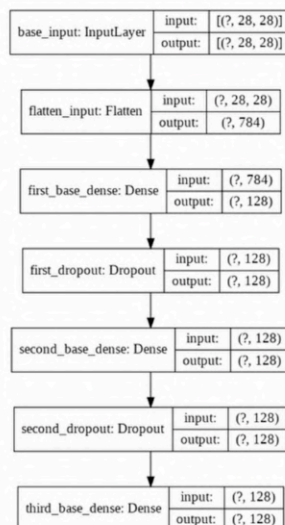 base_input: InputLayer
input: [(?, 28, 28)]
output: [(?, 28, 28)]
flatten_input: Flatten
input: (?, 28, 28)
output: (?, 784)
first_base_dense: Dense
input: (?, 784)
output: (?, 128)
first_dropout: Dropout
input: (?, 128)
output: (?, 128)
second_base_dense: Dense
input: (?, 128)
output: (?, 128)
second_dropout: Dropout
input: (?, 128)
output: (?, 128)
third_base_dense: Dense
input: (?, 128)
output: (?, 128)